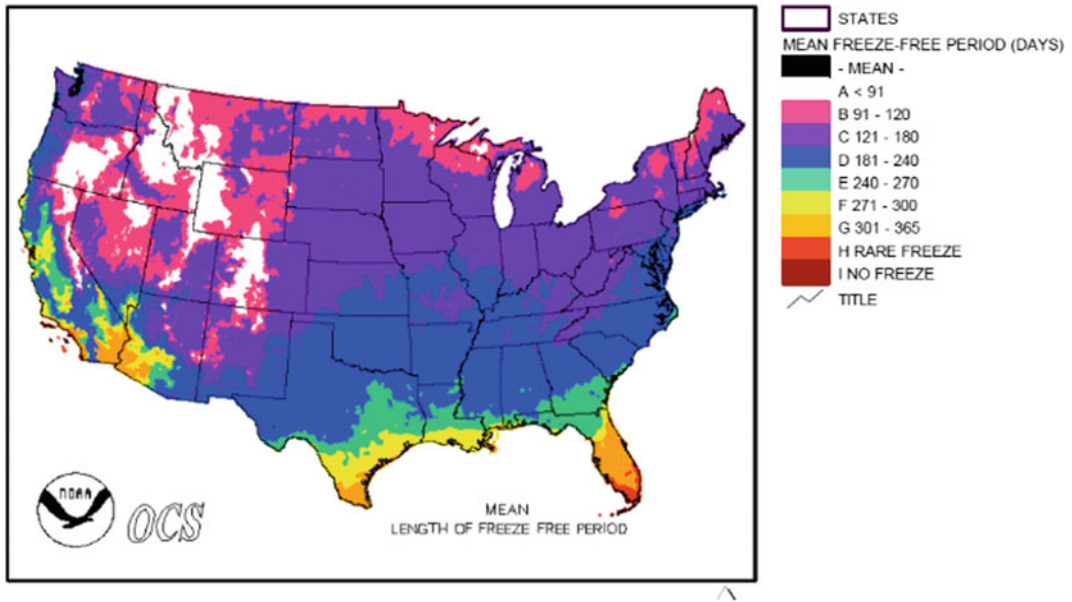 STATES
MEAN FREEZE-FREE PERIOD (DAYS)
- MEAN -
A < 91
B 91 - 120
C 121 - 180
D 181 - 240
E 240 - 270
F 271 - 300
G 301 - 365
H RARE FREEZE
I NO FREEZE
TITLE
NOAA
OCS
MEAN
LENGTH OF FREEZE FREE PERIOD